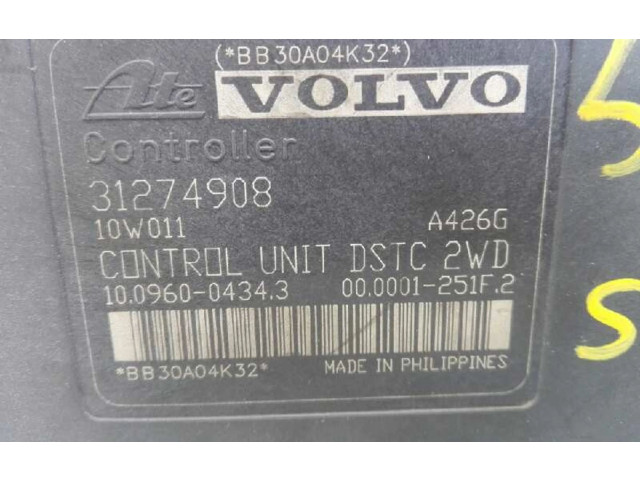 (*BB30A04K32*)
Ate VOLVO
Controller
31274908
10W011 A426G
CONTROL UNIT DSTC 2WD
10.0960-0434.3 00.0001-251F.2
*BB30A04K32* MADE IN PHILIPPINES
5
S